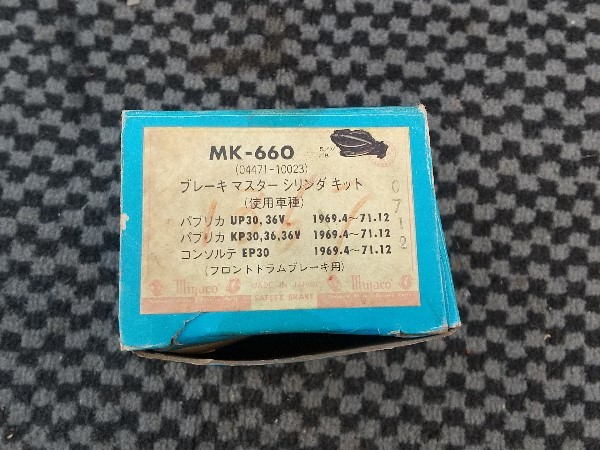 MK-660
(04471-10023)
ブレーキ マスター シリンダ キット
(使用車種)
パブリカ UP30,36V 1969.4~71.12
パブリカ KP30,36,36V 1969.4~71.12
コンソルテ EP30 1969.4~71.12
(フロントドラムブレーキ用)
Miyaco MADE IN JAPAN Miyaco
SAFETY BRAKE
0712